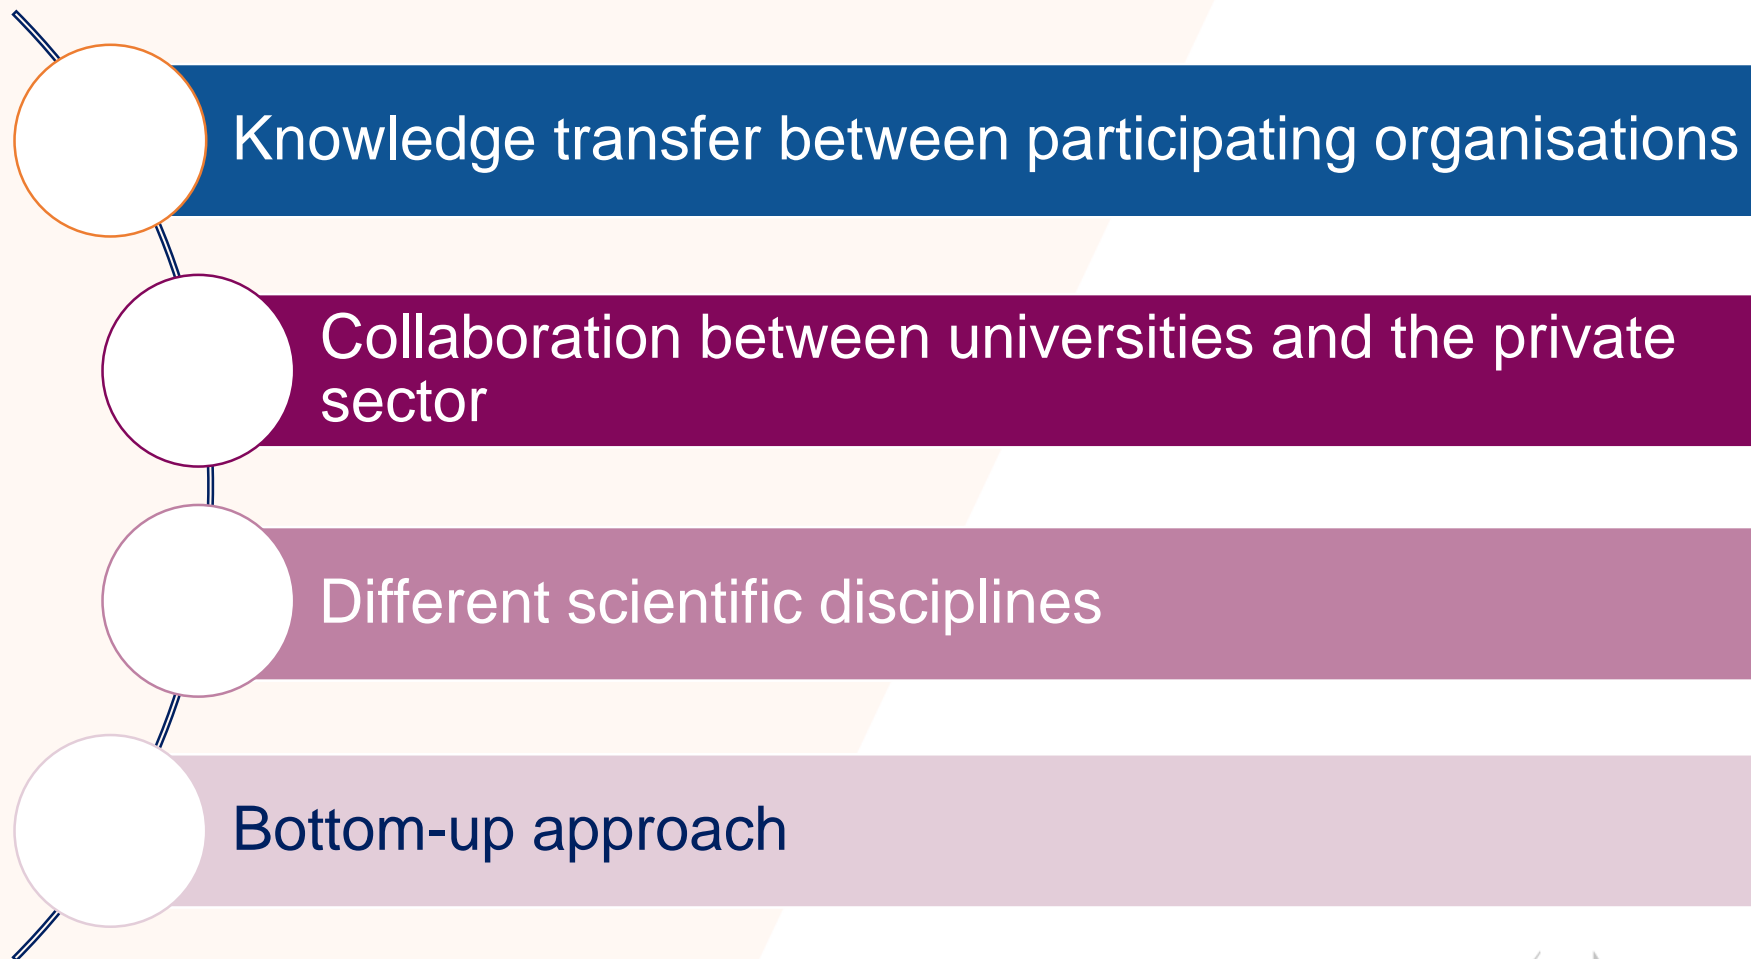 Knowledge transfer between participating organisations
Collaboration between universities and the private
sector
Different scientific disciplines
Bottom-up approach